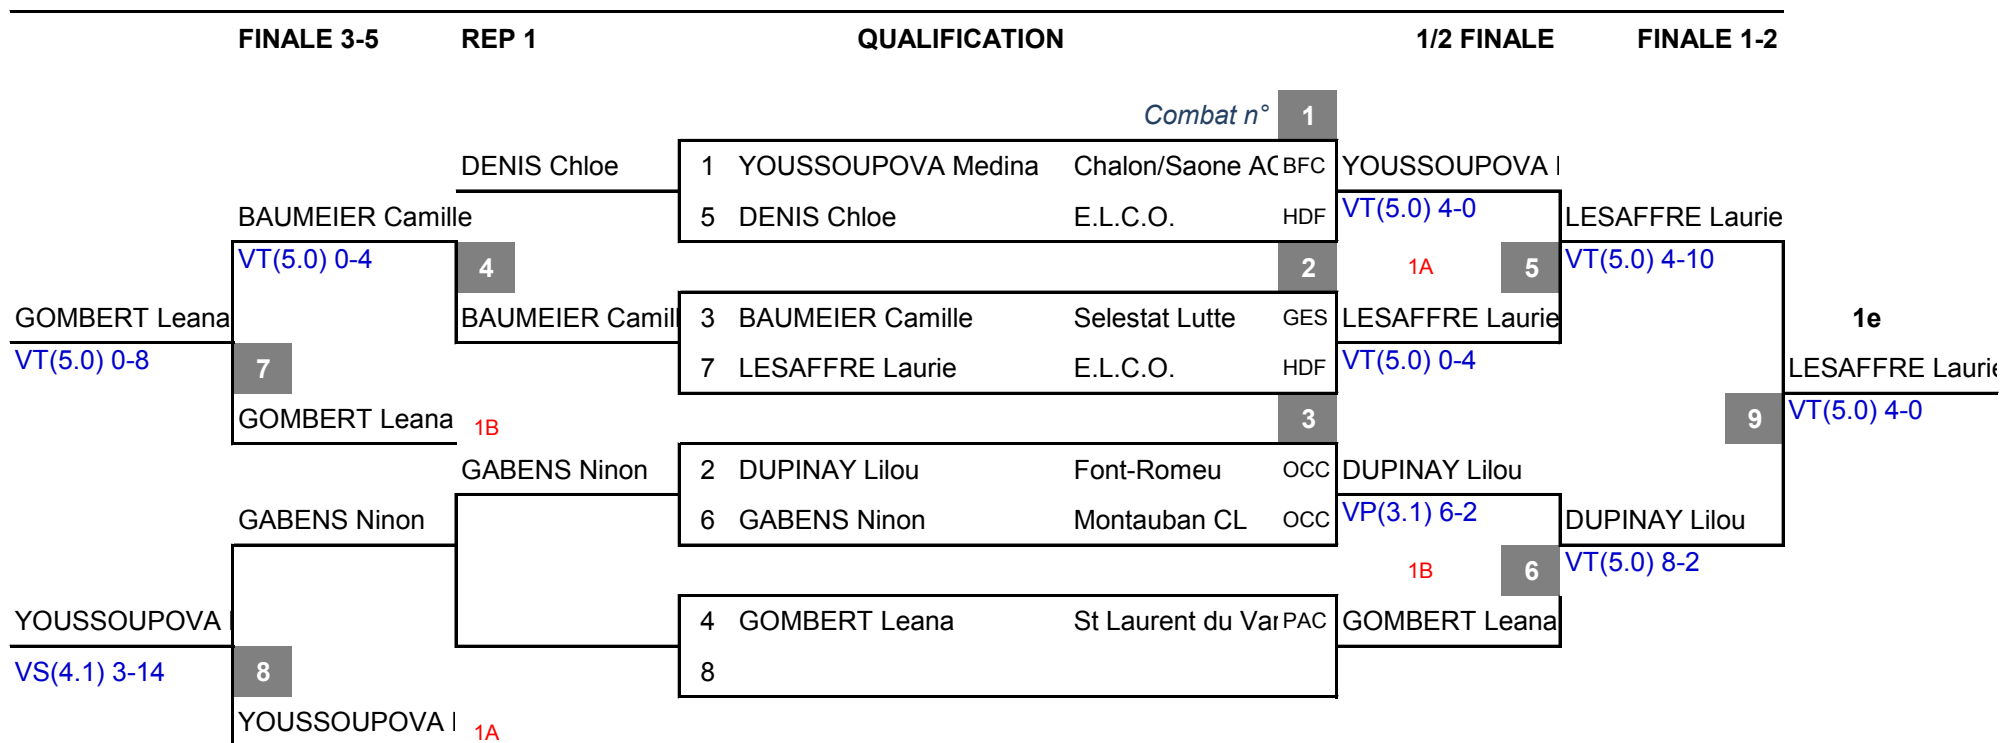 FINALE 3-5 REP 1 QUALIFICATION 1/2 FINALE FINALE 1-2
Combat n° 1
DENIS Chloe 1 YOUSSOUPOVA Medina Chalon/Saone AC BFC YOUSSOUPOVA
BAUMEIER Camille 5 DENIS Chloe E.L.C.O. HDF VT(5.0) 4-0 LESAFFRE Laurie
VT(5.0) 0-4 4 2 1A 5 VT(5.0) 4-10
GOMBERT Leana BAUMEIER Camill 3 BAUMEIER Camille Selestat Lutte GES LESAFFRE Laurie 1e
VT(5.0) 0-8 7 7 LESAFFRE Laurie E.L.C.O. HDF VT(5.0) 0-4 LESAFFRE Laurie
GOMBERT Leana 1B 3 9 VT(5.0) 4-0
GABENS Ninon 2 DUPINAY Lilou Font-Romeu OCC DUPINAY Lilou
GABENS Ninon 6 GABENS Ninon Montauban CL OCC VP(3.1) 6-2 DUPINAY Lilou
1B 6 VT(5.0) 8-2
YOUSSOUPOVA 4 GOMBERT Leana St Laurent du Var PAC GOMBERT Leana
VS(4.1) 3-14 8 8
YOUSSOUPOVA 1A